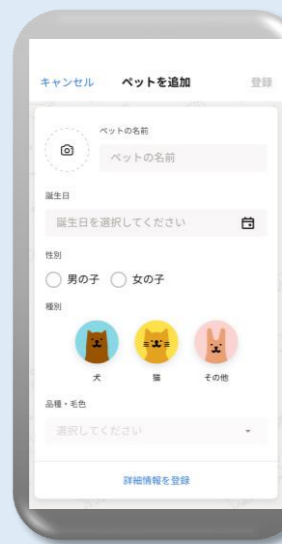 キャンセル ペットを追加 登録
ペットの名前
ペットの名前
誕生日
誕生日を選択してください
性別
男の子 女の子
種別
犬 猫 その他
品種・毛色
選択してください
詳細情報を登録